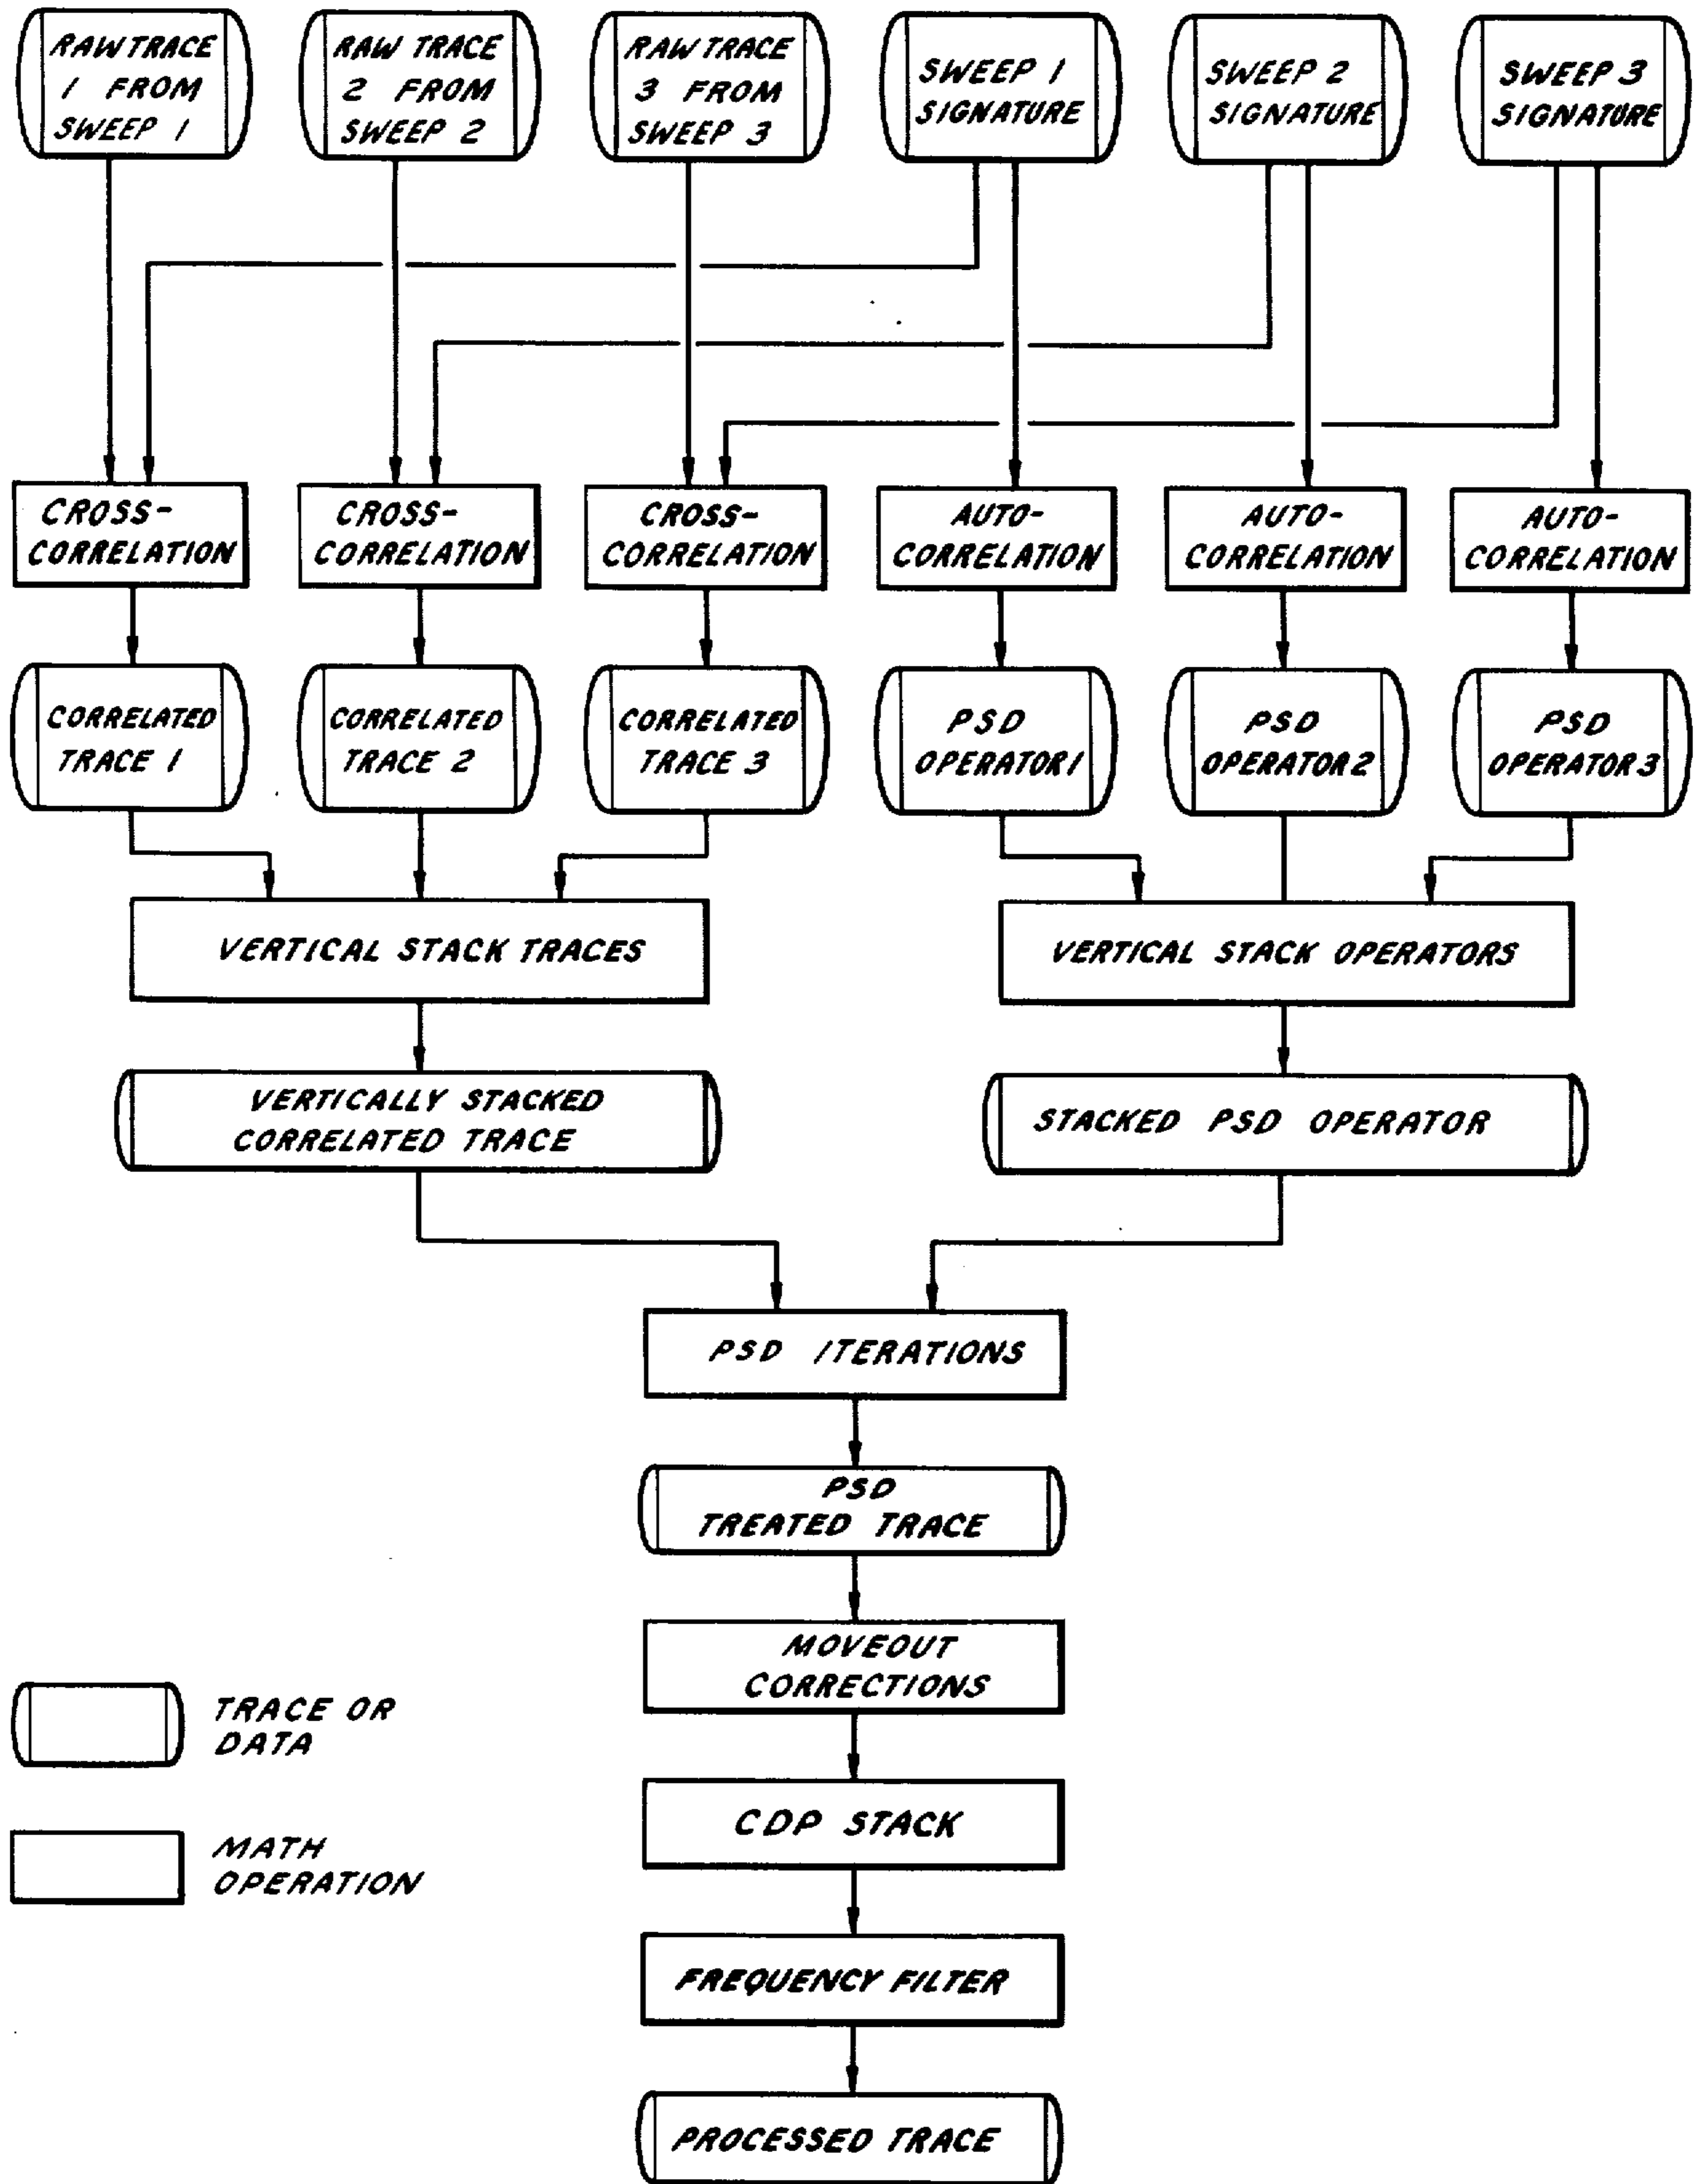 RAW TRACE
1 FROM
SWEEP 1
RAW TRACE
2 FROM
SWEEP 2
RAW TRACE
3 FROM
SWEEP 3
SWEEP 1
SIGNATURE
SWEEP 2
SIGNATURE
SWEEP 3
SIGNATURE
CROSS-
CORRELATION
CROSS-
CORRELATION
CROSS-
CORRELATION
AUTO-
CORRELATION
AUTO-
CORRELATION
AUTO-
CORRELATION
CORRELATED
TRACE 1
CORRELATED
TRACE 2
CORRELATED
TRACE 3
PSD
OPERATOR 1
PSD
OPERATOR 2
PSD
OPERATOR 3
VERTICAL STACK TRACES
VERTICAL STACK OPERATORS
VERTICALLY STACKED
CORRELATED TRACE
STACKED PSD OPERATOR
PSD ITERATIONS
PSD
TREATED TRACE
MOVEOUT
CORRECTIONS
TRACE OR
DATA
CDP STACK
MATH
OPERATION
FREQUENCY FILTER
PROCESSED TRACE